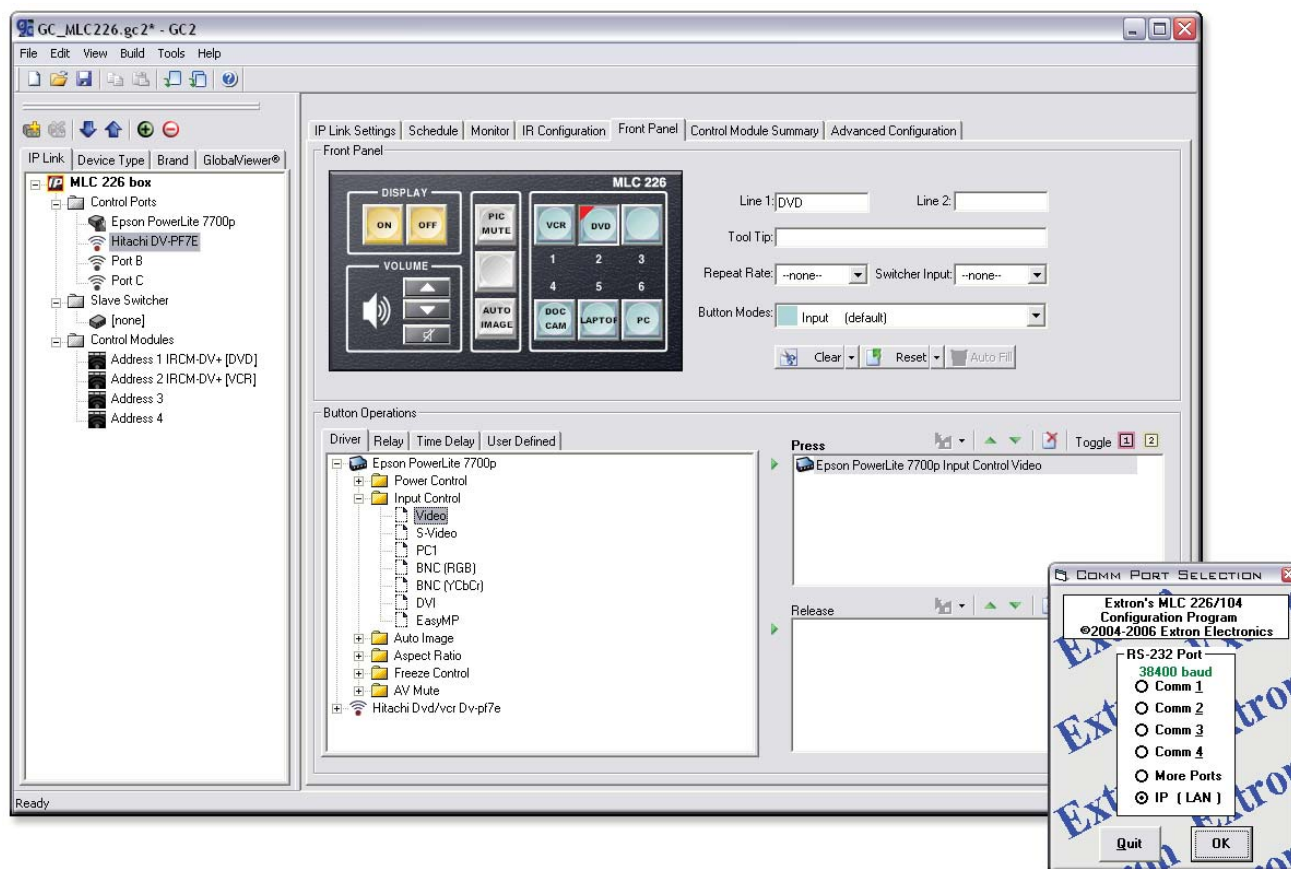 GC_MLC226.gc2* - GC2
File Edit View Build Tools Help
IP Link Device Type Brand GlobalViewer®
MLC 226 box
Control Ports
Epson PowerLite 7700p
Hitachi DV-PF7E
Port B
Port C
Slave Switcher
[none]
Control Modules
Address 1 IRCM-DV+ [DVD]
Address 2 IRCM-DV+ [VCR]
Address 3
Address 4
IP Link Settings Schedule Monitor IR Configuration Front Panel Control Module Summary Advanced Configuration
Front Panel
MLC 226
DISPLAY
ON OFF
VOLUME
PIC MUTE
AUTO IMAGE
VCR DVD
1 2 3
4 5 6
DOC CAM LAPTOP PC
Line 1: DVD Line 2:
Tool Tip:
Repeat Rate: --none-- Switcher Input: --none--
Button Modes: Input (default)
Clear Reset Auto Fill
Button Operations
Driver Relay Time Delay User Defined
Epson PowerLite 7700p
Power Control
Input Control
Video
S-Video
PC1
BNC (RGB)
BNC (YCbCr)
DVI
EasyMP
Auto Image
Aspect Ratio
Freeze Control
AV Mute
Hitachi Dvd/vcr Dv-pf7e
Press Toggle 1 2
Epson PowerLite 7700p Input Control Video
Release
Ready
Comm Port Selection
Extron's MLC 226/104
Configuration Program
©2004-2006 Extron Electronics
RS-232 Port
38400 baud
Comm 1
Comm 2
Comm 3
Comm 4
More Ports
IP ( LAN )
Quit OK
Extron